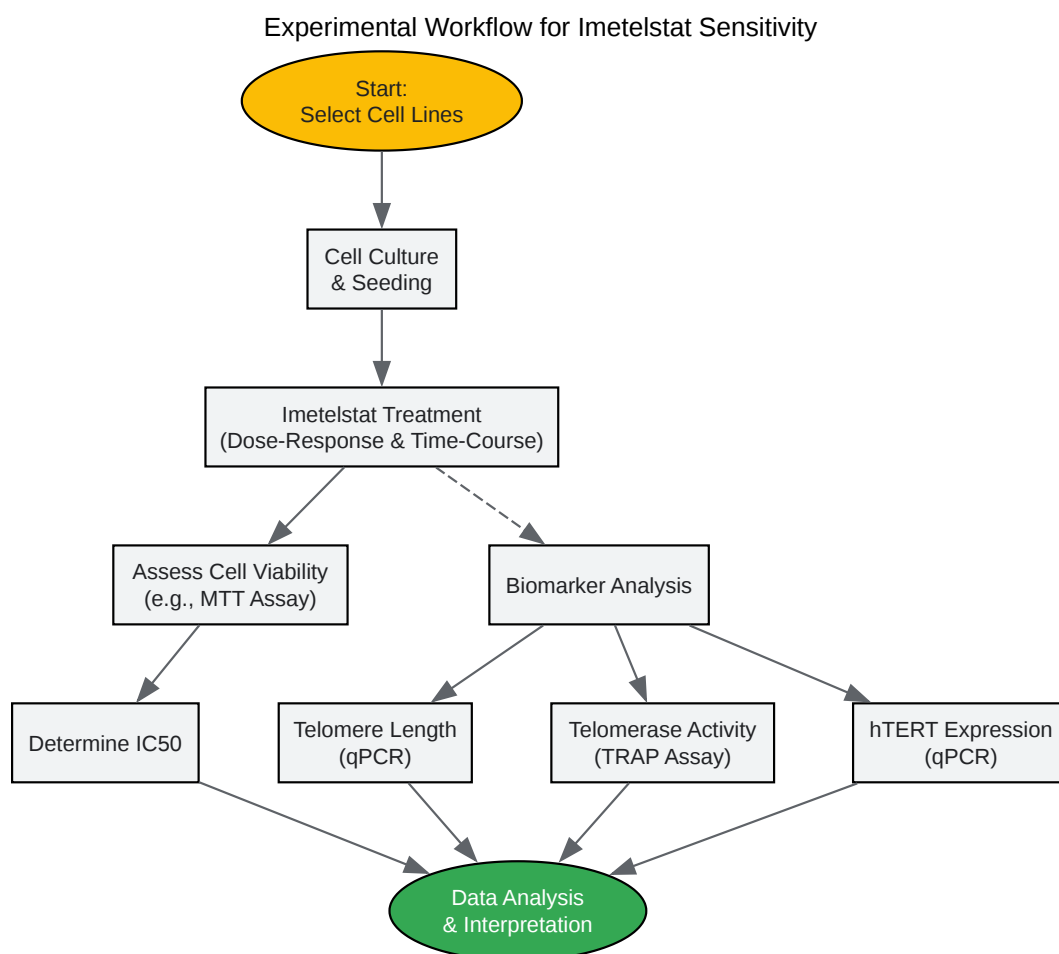 Experimental Workflow for Imetelstat Sensitivity
Start:
Select Cell Lines
Cell Culture
& Seeding
Imetelstat Treatment
(Dose-Response & Time-Course)
Assess Cell Viability
(e.g., MTT Assay)
Biomarker Analysis
Determine IC50
Telomere Length
(qPCR)
Telomerase Activity
(TRAP Assay)
hTERT Expression
(qPCR)
Data Analysis
& Interpretation